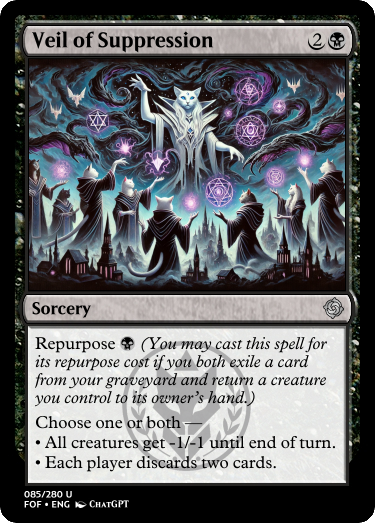 Veil of Suppression 2
Sorcery
Repurpose (You may cast this spell for
its repurpose cost if you both exile a card
from your graveyard and return a creature
you control to its owner's hand.)
Choose one or both —
• All creatures get -1/-1 until end of turn.
• Each player discards two cards.
085/280 U
FOF • ENG ChatGPT